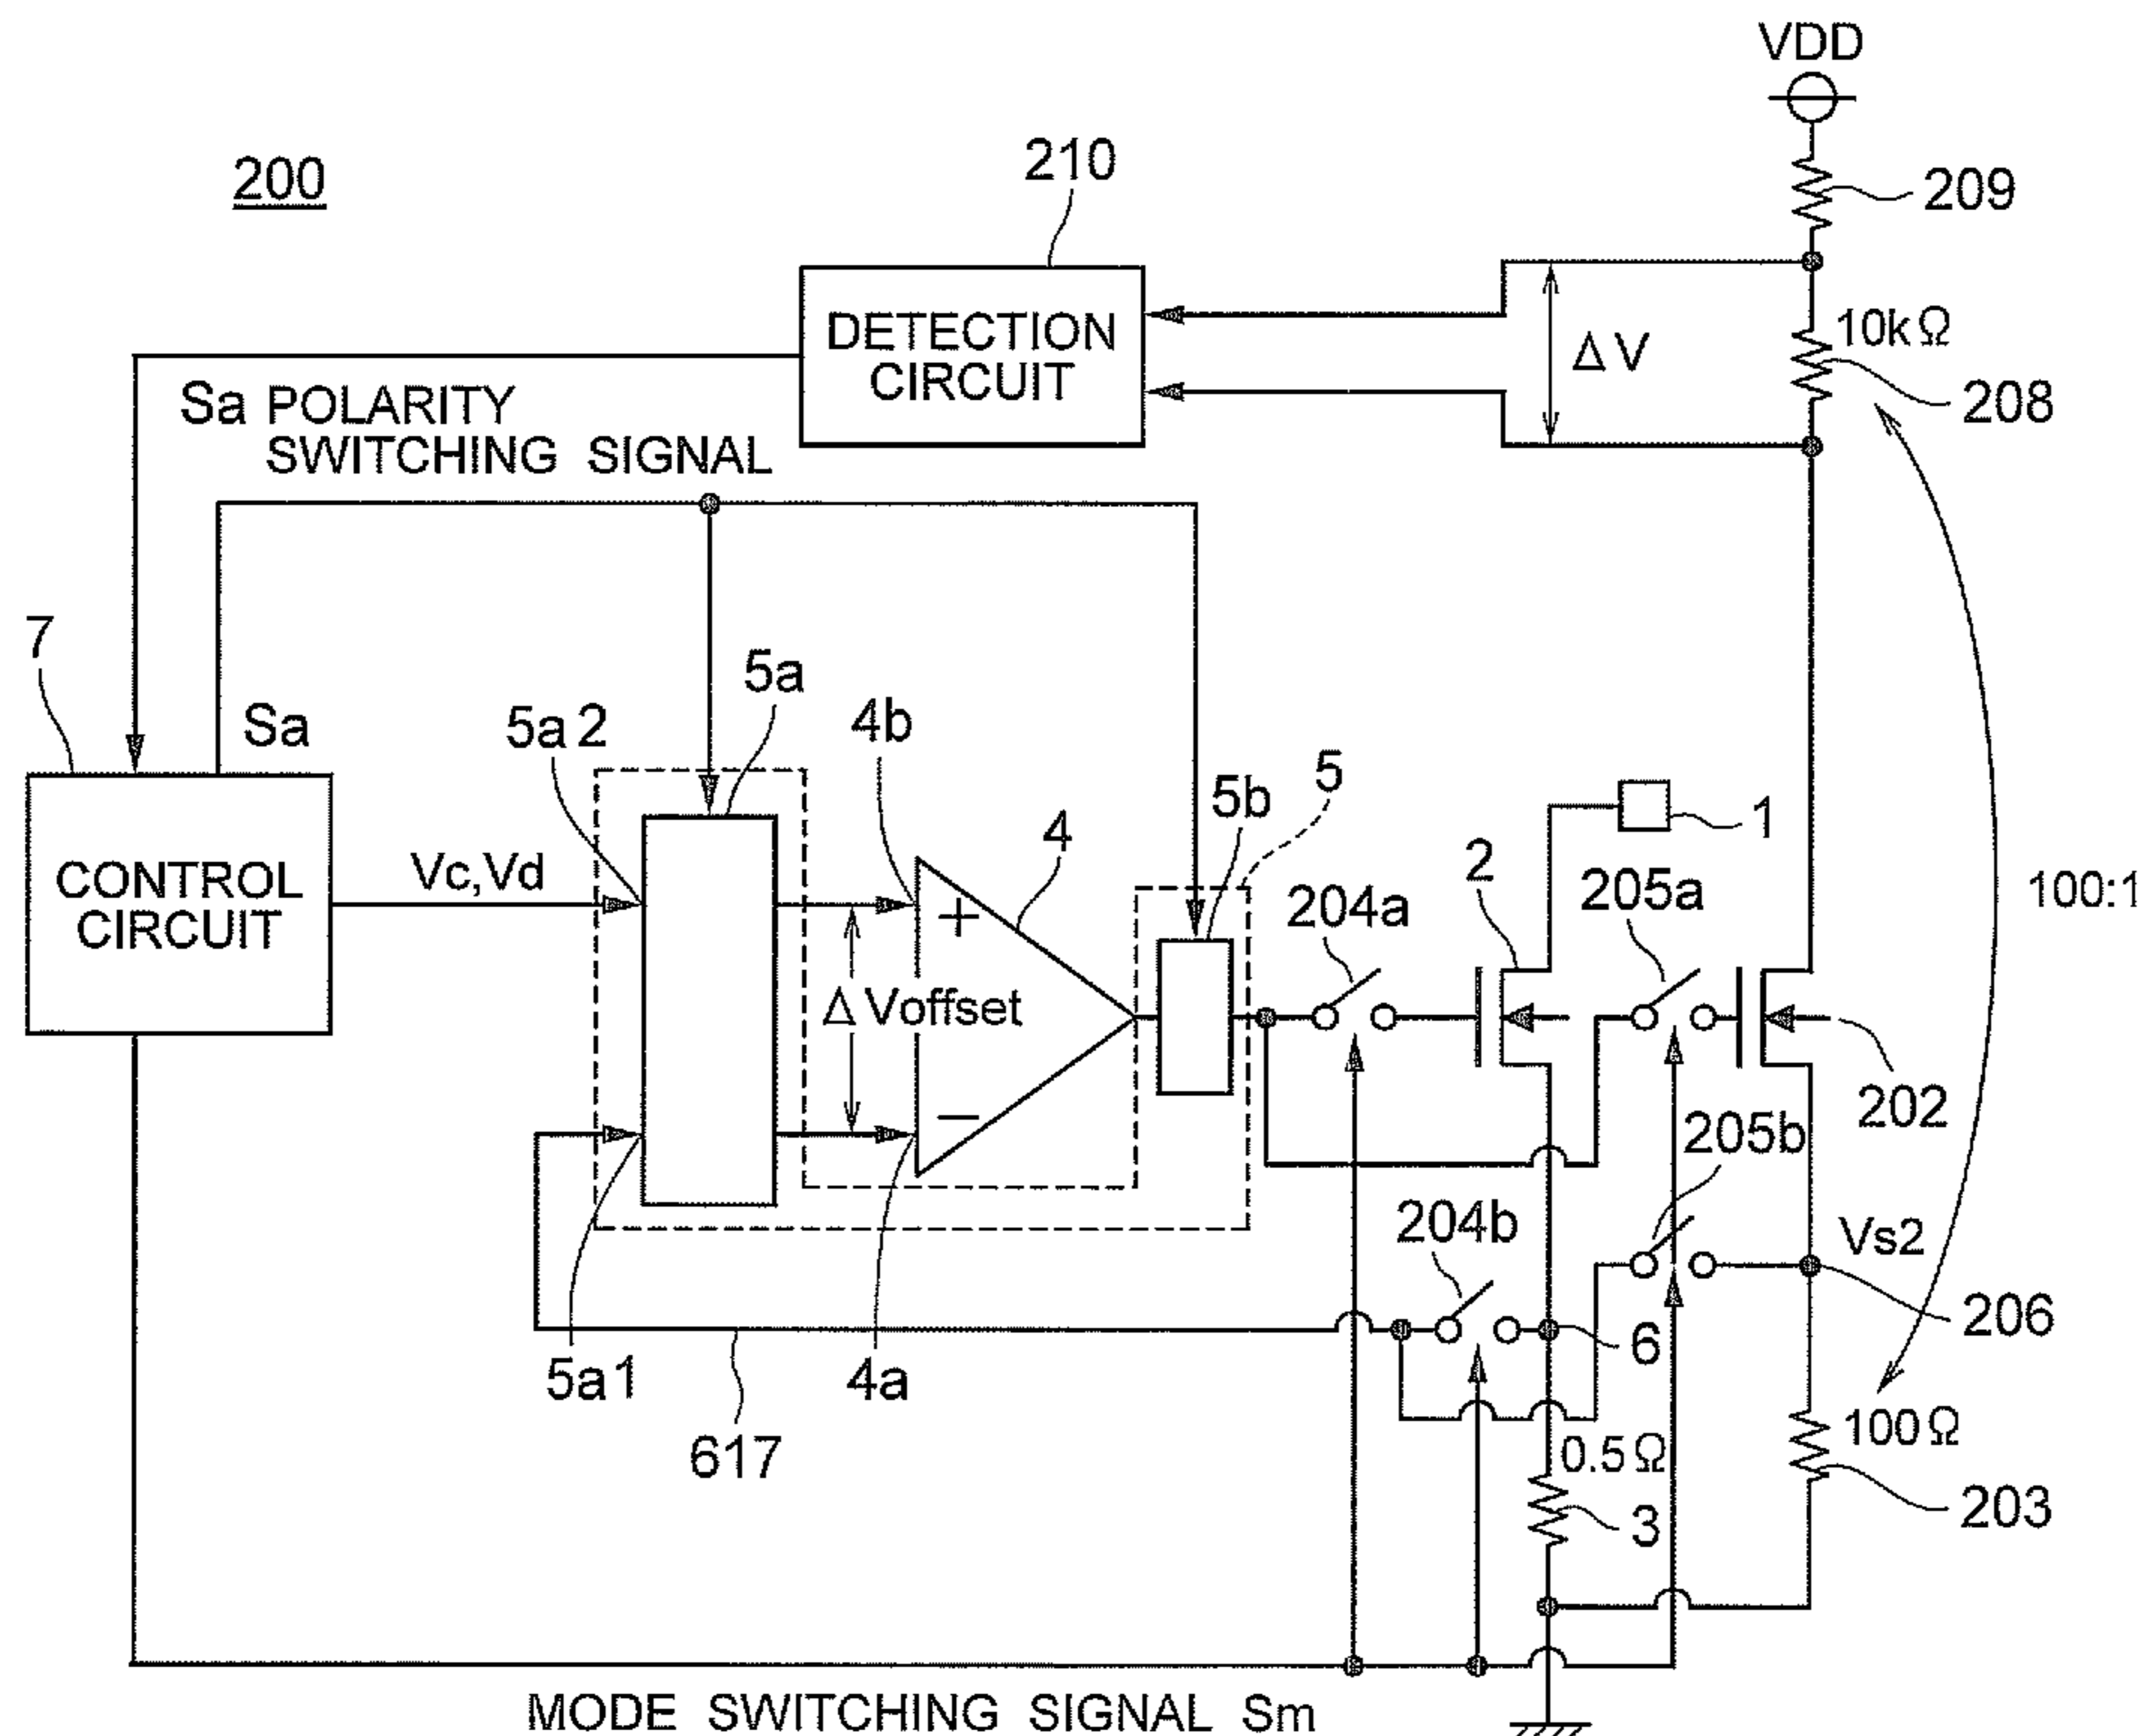 VDD
200
210
209
DETECTION
CIRCUIT
ΔV
10kΩ
208
Sa POLARITY
SWITCHING SIGNAL
7
Sa
5a
5a2
4b
5
5b
4
1
100:1
CONTROL
CIRCUIT
Vc,Vd
2
204a
205a
+
ΔVoffset
−
202
205b
204b
Vs2
206
5a1
4a
6
617
0.5Ω
100Ω
3
203
MODE SWITCHING SIGNAL Sm